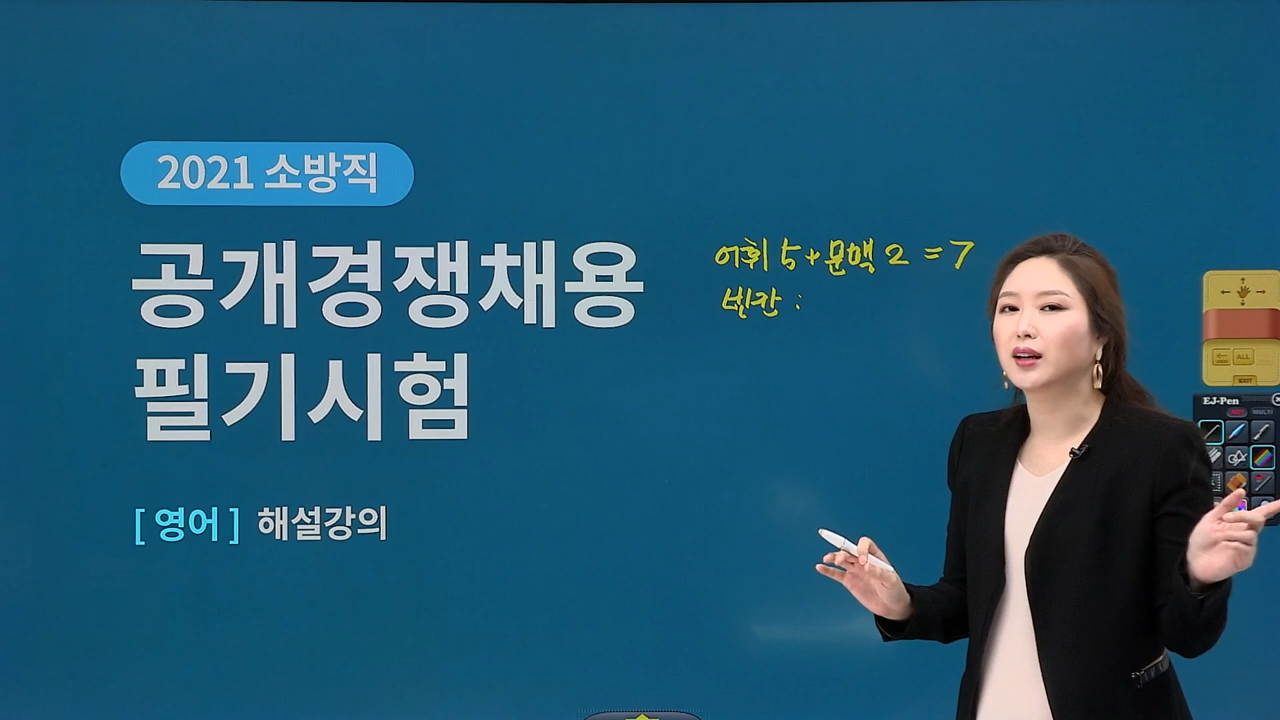 2021 소방직
공개경쟁채용
필기시험
[ 영어 ] 해설강의
어휘 5 + 문맥 2 = 7
빈칸 :
ALL
EXIT
EJ-Pen
MULTI